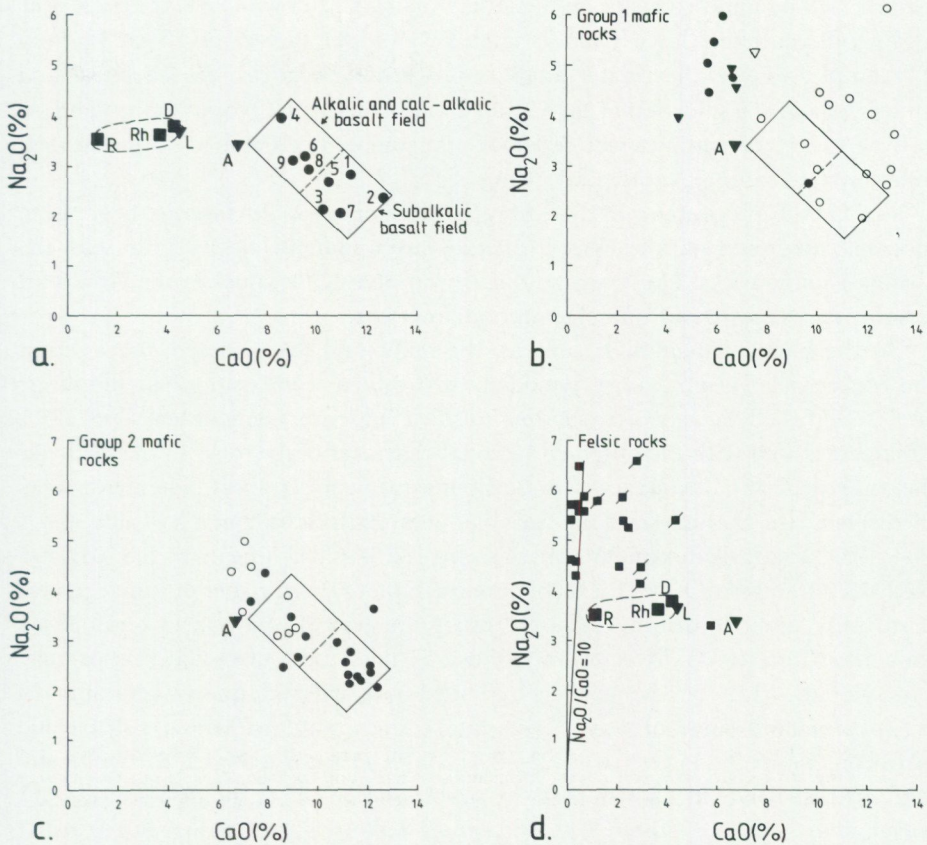 6
5
4
3
2
1
0
Na₂O(%)
Alkalic and calc-alkalic
basalt field
4
D
Rh
L
R
A
6
9
8
1
5
3
2
7
Subalkalic
basalt field
0 2 4 6 8 10 12 14
a.
CaO(%)
Group 1 mafic
rocks
6
5
4
3
2
1
0
Na₂O(%)
A
0 2 4 6 8 10 12 14
b.
CaO(%)
Group 2 mafic
rocks
7
6
5
4
3
2
1
0
Na₂O(%)
A
0 2 4 6 8 10 12 14
c.
CaO(%)
Felsic rocks
7
6
5
4
3
2
1
0
Na₂O(%)
D
Rh
L
R
A
Na₂O/CaO=10
0 2 4 6 8 10 12 14
d.
CaO(%)